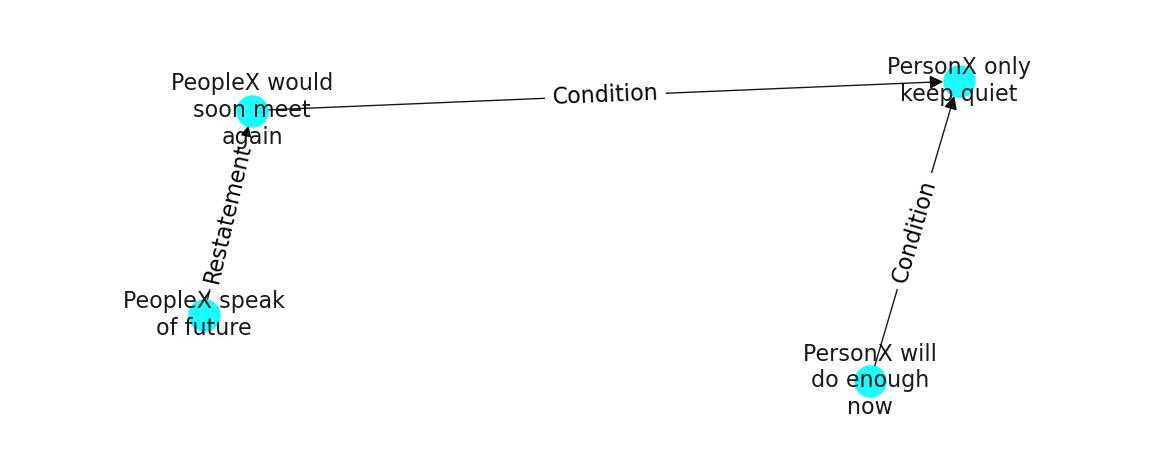 PeopleX would
soon meet
again
Condition
PersonX only
keep quiet
Restatement
Condition
PeopleX speak
of future
PersonX will
do enough
now